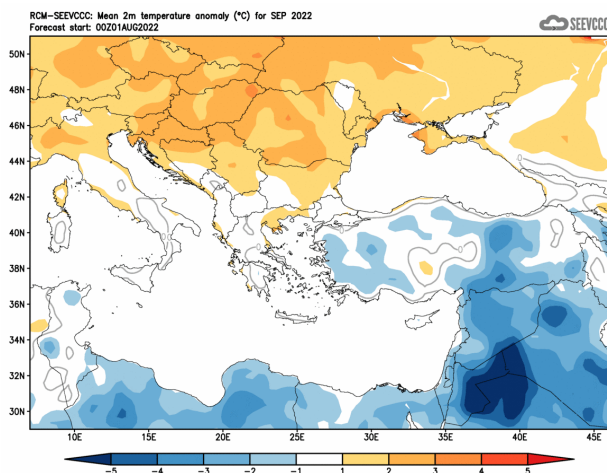 RCM-SEEVCCC: Mean 2m temperature anomaly (°C) for SEP 2022
Forecast start: 00Z01AUG2022
SEEVCCC
50N
48N
46N
44N
42N
40N
38N
36N
34N
32N
30N
10E 15E 20E 25E 30E 35E 40E 45E
-5 -4 -3 -2 -1 1 2 3 4 5